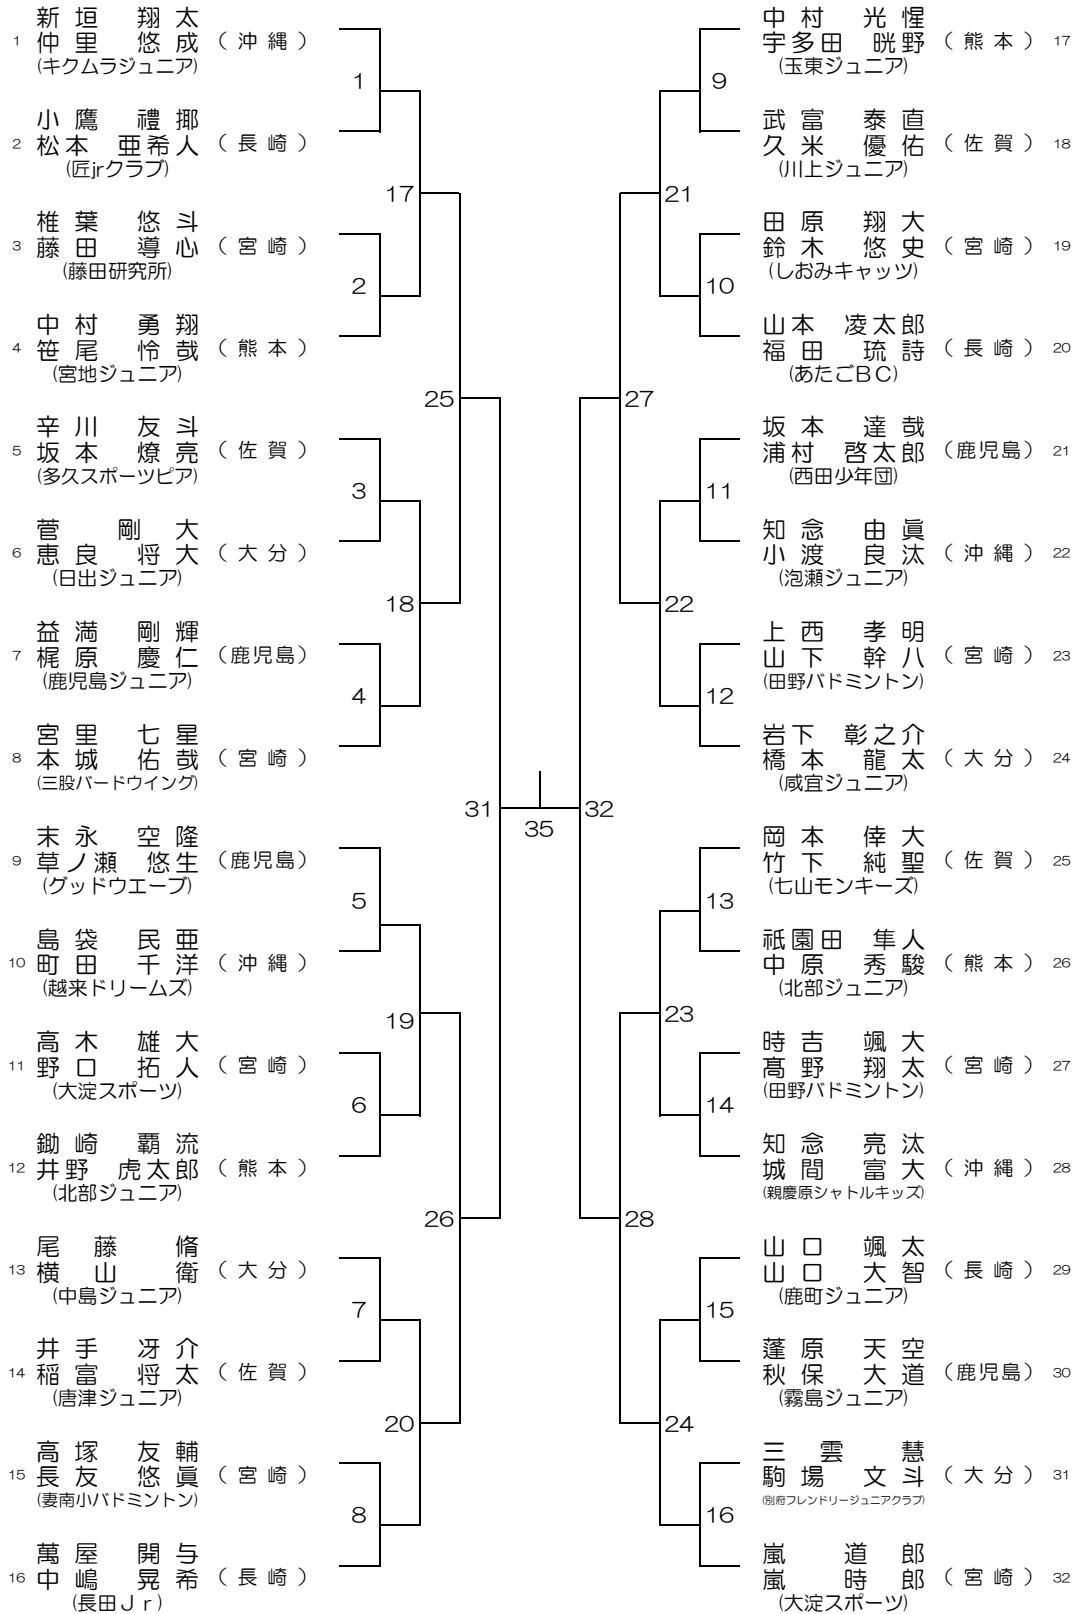 新垣 翔太
1 仲里 悠成 (沖縄)
(キクムラジュニア)
小鷹 禮揶
2 松本 亜希人 (長崎)
(匠jrクラブ)
椎葉 悠斗
3 藤田 導心 (宮崎)
(藤田研究所)
中村 勇翔
4 笹尾 怜哉 (熊本)
(宮地ジュニア)
辛川 友斗
5 坂本 燎亮 (佐賀)
(多久スポーツピア)
菅 剛大
6 恵良 将大 (大分)
(日出ジュニア)
益満 剛輝
7 梶原 慶仁 (鹿児島)
(鹿児島ジュニア)
宮里 七星
8 本城 佑哉 (宮崎)
(三股バードウイング)
末永 空隆
9 草ノ瀬 悠生 (鹿児島)
(グッドウエーブ)
島袋 民亜
10 町田 千洋 (沖縄)
(越来ドリームズ)
高木 雄大
11 野口 拓人 (宮崎)
(大淀スポーツ)
鋤崎 覇流
12 井野 虎太郎 (熊本)
(北部ジュニア)
尾藤 脩
13 横山 衛 (大分)
(中島ジュニア)
井手 冴介
14 稲富 将太 (佐賀)
(唐津ジュニア)
高塚 友輔
15 長友 悠眞 (宮崎)
(妻南小バドミントン)
萬屋 開与
16 中嶋 晃希 (長崎)
(長田Jr)
1
2
3
4
5
6
7
8
17
18
19
20
25
26
31
35
32
27
28
21
22
23
24
9
10
11
12
13
14
15
16
中村 光惺
宇多田 晄野 (熊本) 17
(玉東ジュニア)
武富 泰直
久米 優佑 (佐賀) 18
(川上ジュニア)
田原 翔大
鈴木 悠史 (宮崎) 19
(しおみキャッツ)
山本 凌太郎
福田 琉詩 (長崎) 20
(あたごBC)
坂本 達哉
浦村 啓太郎 (鹿児島) 21
(西田少年団)
知念 由眞
小渡 良汰 (沖縄) 22
(泡瀬ジュニア)
上西 孝明
山下 幹八 (宮崎) 23
(田野バドミントン)
岩下 彰之介
橋本 龍太 (大分) 24
(咸宜ジュニア)
岡本 倖大
竹下 純聖 (佐賀) 25
(七山モンキーズ)
祇園田 隼人
中原 秀駿 (熊本) 26
(北部ジュニア)
時吉 颯大
髙野 翔太 (宮崎) 27
(田野バドミントン)
知念 亮汰
城間 富大 (沖縄) 28
(親慶原シャトルキッズ)
山口 颯太
山口 大智 (長崎) 29
(鹿町ジュニア)
蓬原 天空
秋保 大道 (鹿児島) 30
(霧島ジュニア)
三雲 慧
駒場 文斗 (大分) 31
(別府フレンドリージュニアクラブ)
嵐 道郎
嵐 時郎 (宮崎) 32
(大淀スポーツ)